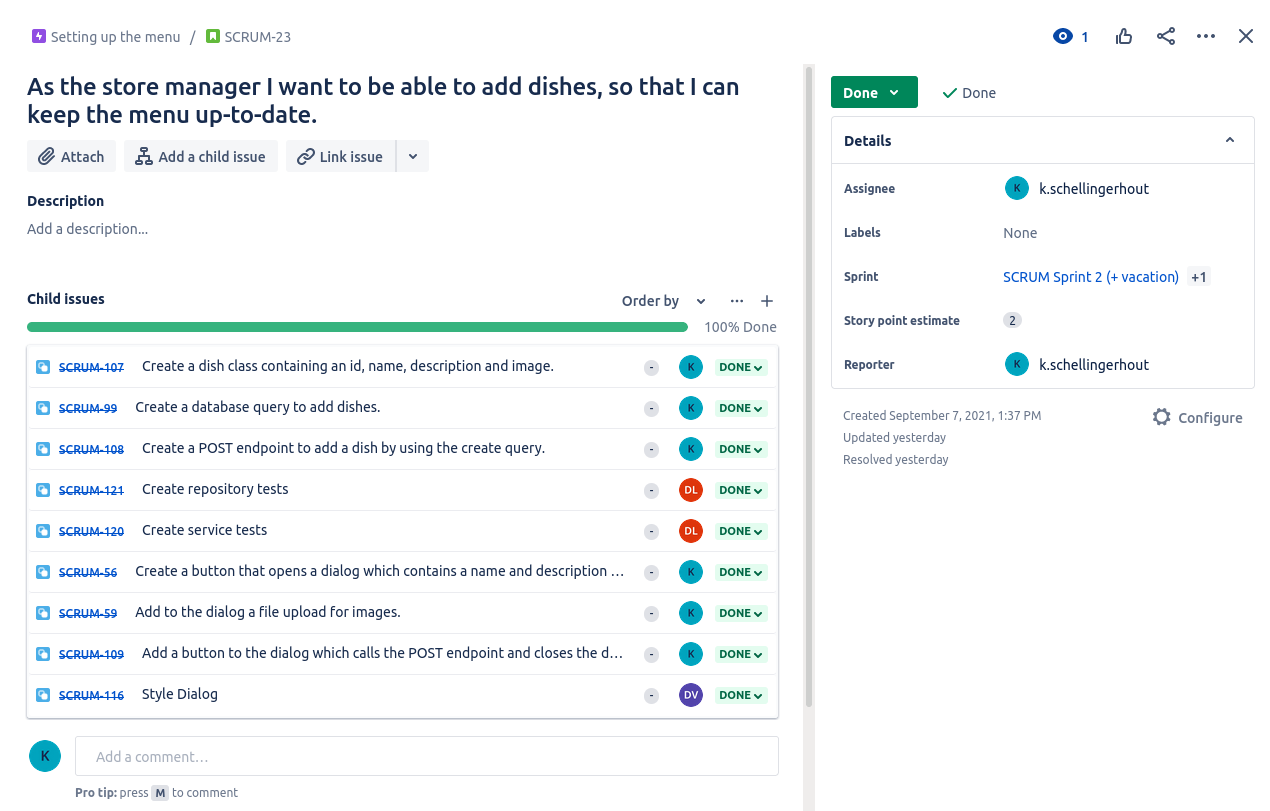 Setting up the menu / SCRUM-23
1
As the store manager I want to be able to add dishes, so that I can
keep the menu up-to-date.
Attach
Add a child issue
Link issue
Description
Add a description...
Child issues
Order by
100% Done
SCRUM-107 Create a dish class containing an id, name, description and image. - K DONE
SCRUM-99 Create a database query to add dishes. - K DONE
SCRUM-108 Create a POST endpoint to add a dish by using the create query. - K DONE
SCRUM-121 Create repository tests - DL DONE
SCRUM-120 Create service tests - DL DONE
SCRUM-56 Create a button that opens a dialog which contains a name and description … - K DONE
SCRUM-59 Add to the dialog a file upload for images. - K DONE
SCRUM-109 Add a button to the dialog which calls the POST endpoint and closes the d… - K DONE
SCRUM-116 Style Dialog - DV DONE
K Add a comment…
Pro tip: press M to comment
Done
Done
Details
Assignee K k.schellingerhout
Labels None
Sprint SCRUM Sprint 2 (+ vacation) +1
Story point estimate 2
Reporter K k.schellingerhout
Created September 7, 2021, 1:37 PM
Configure
Updated yesterday
Resolved yesterday